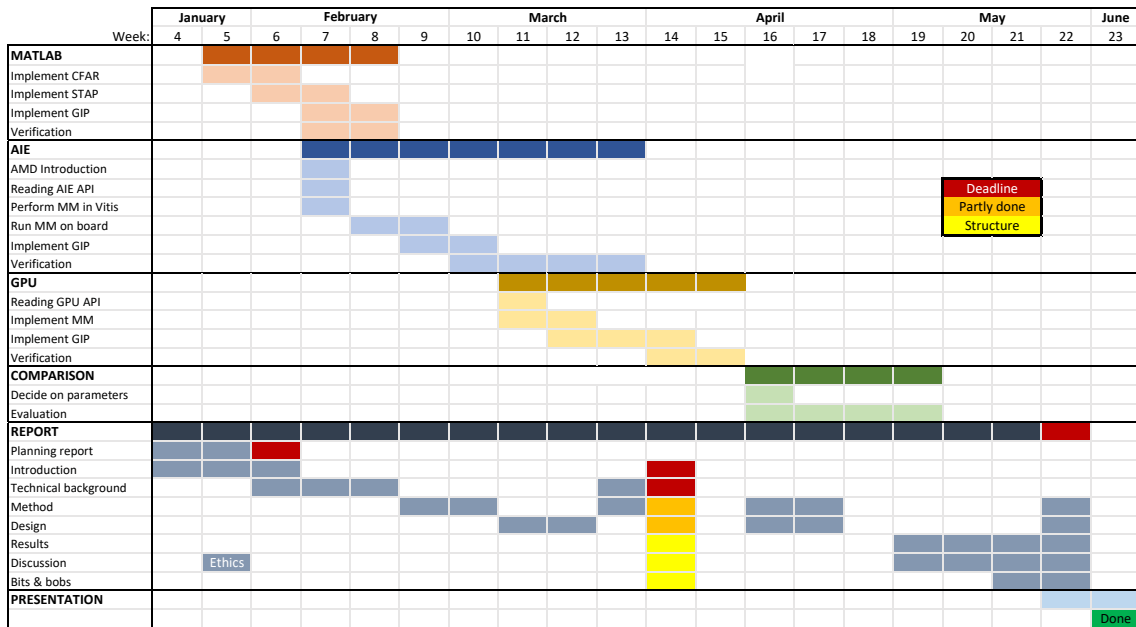 January February March April May June
Week: 4 5 6 7 8 9 10 11 12 13 14 15 16 17 18 19 20 21 22 23
MATLAB
Implement CFAR
Implement STAP
Implement GIP
Verification
AIE
AMD Introduction
Reading AIE API
Deadline
Perform MM in Vitis
Partly done
Run MM on board
Structure
Implement GIP
Verification
GPU
Reading GPU API
Implement MM
Implement GIP
Verification
COMPARISON
Decide on parameters
Evaluation
REPORT
Planning report
Introduction
Technical background
Method
Design
Results
Discussion Ethics
Bits & bobs
PRESENTATION
Done